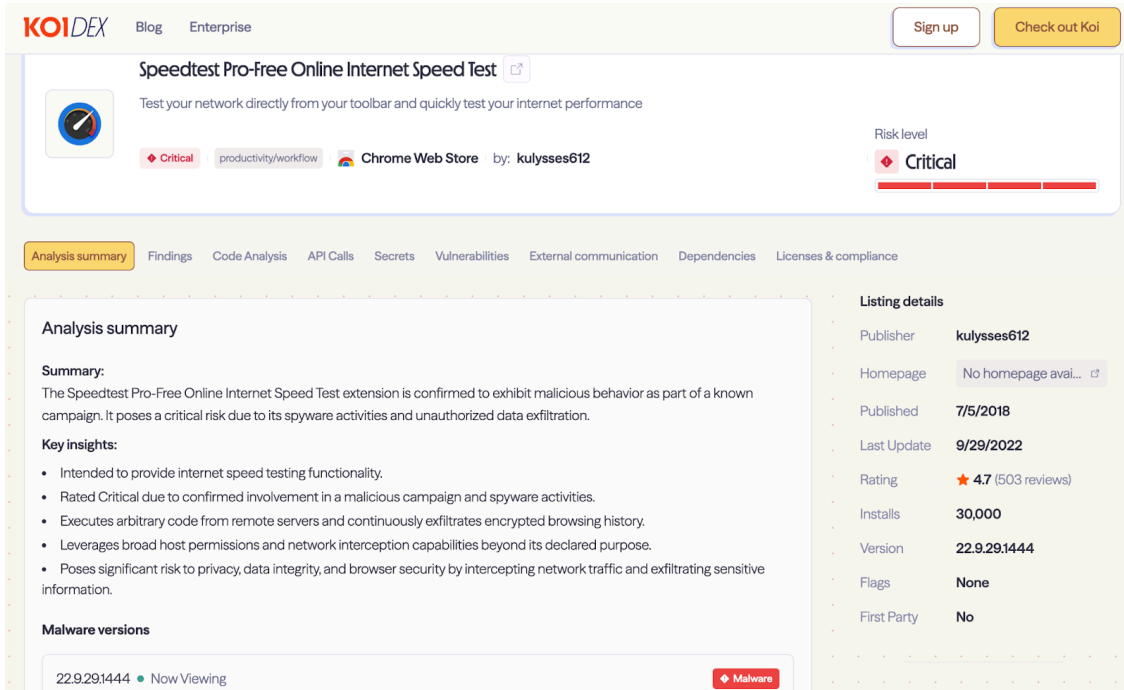 KOIDEX Blog Enterprise Sign up Check out Koi
Speedtest Pro-Free Online Internet Speed Test
Test your network directly from your toolbar and quickly test your internet performance
Critical productivity/workflow Chrome Web Store by: kulysses612
Risk level
Critical
Analysis summary Findings Code Analysis API Calls Secrets Vulnerabilities External communication Dependencies Licenses & compliance
Analysis summary
Summary:
The Speedtest Pro-Free Online Internet Speed Test extension is confirmed to exhibit malicious behavior as part of a known
campaign. It poses a critical risk due to its spyware activities and unauthorized data exfiltration.
Key insights:
• Intended to provide internet speed testing functionality.
• Rated Critical due to confirmed involvement in a malicious campaign and spyware activities.
• Executes arbitrary code from remote servers and continuously exfiltrates encrypted browsing history.
• Leverages broad host permissions and network interception capabilities beyond its declared purpose.
• Poses significant risk to privacy, data integrity, and browser security by intercepting network traffic and exfiltrating sensitive
information.
Malware versions
22.9.29.1444 Now Viewing Malware
Listing details
Publisher kulysses612
Homepage No homepage avai...
Published 7/5/2018
Last Update 9/29/2022
Rating 4.7 (503 reviews)
Installs 30,000
Version 22.9.29.1444
Flags None
First Party No